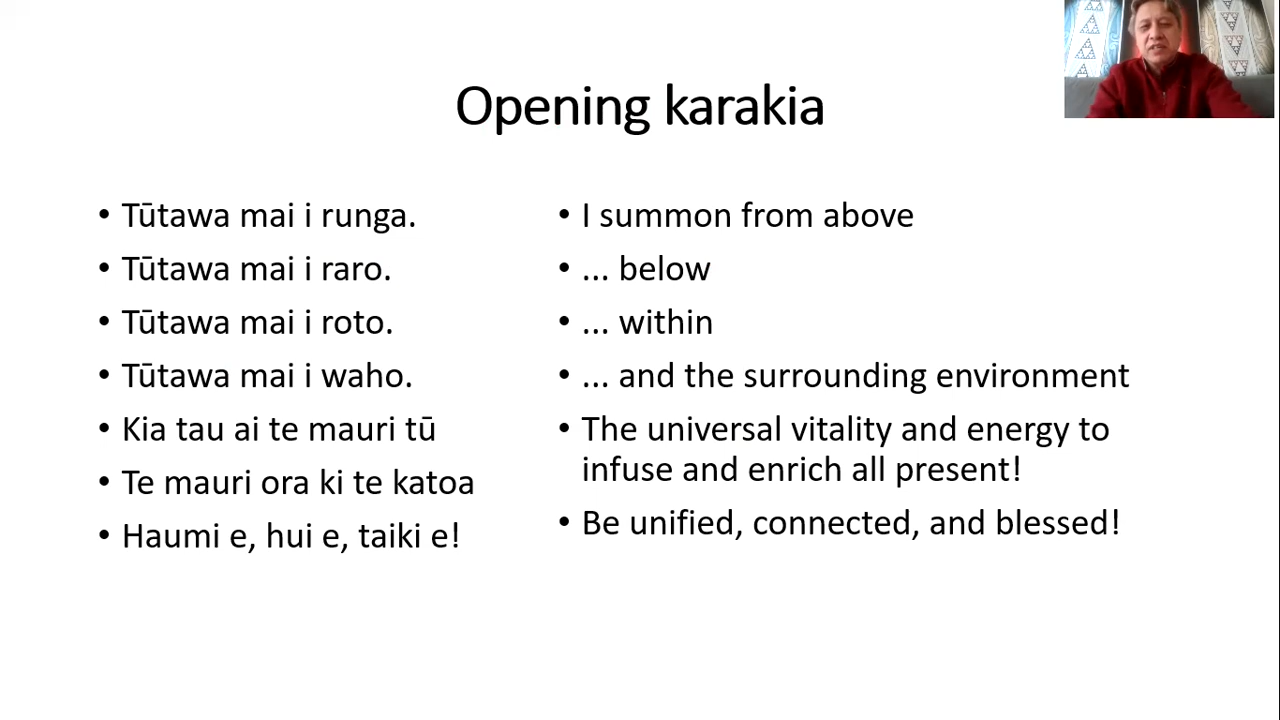 Opening karakia
• Tūtawa mai i runga.
• Tūtawa mai i raro.
• Tūtawa mai i roto.
• Tūtawa mai i waho.
• Kia tau ai te mauri tū
• Te mauri ora ki te katoa
• Haumi e, hui e, taiki e!
• I summon from above
• ... below
• ... within
• ... and the surrounding environment
• The universal vitality and energy to
infuse and enrich all present!
• Be unified, connected, and blessed!